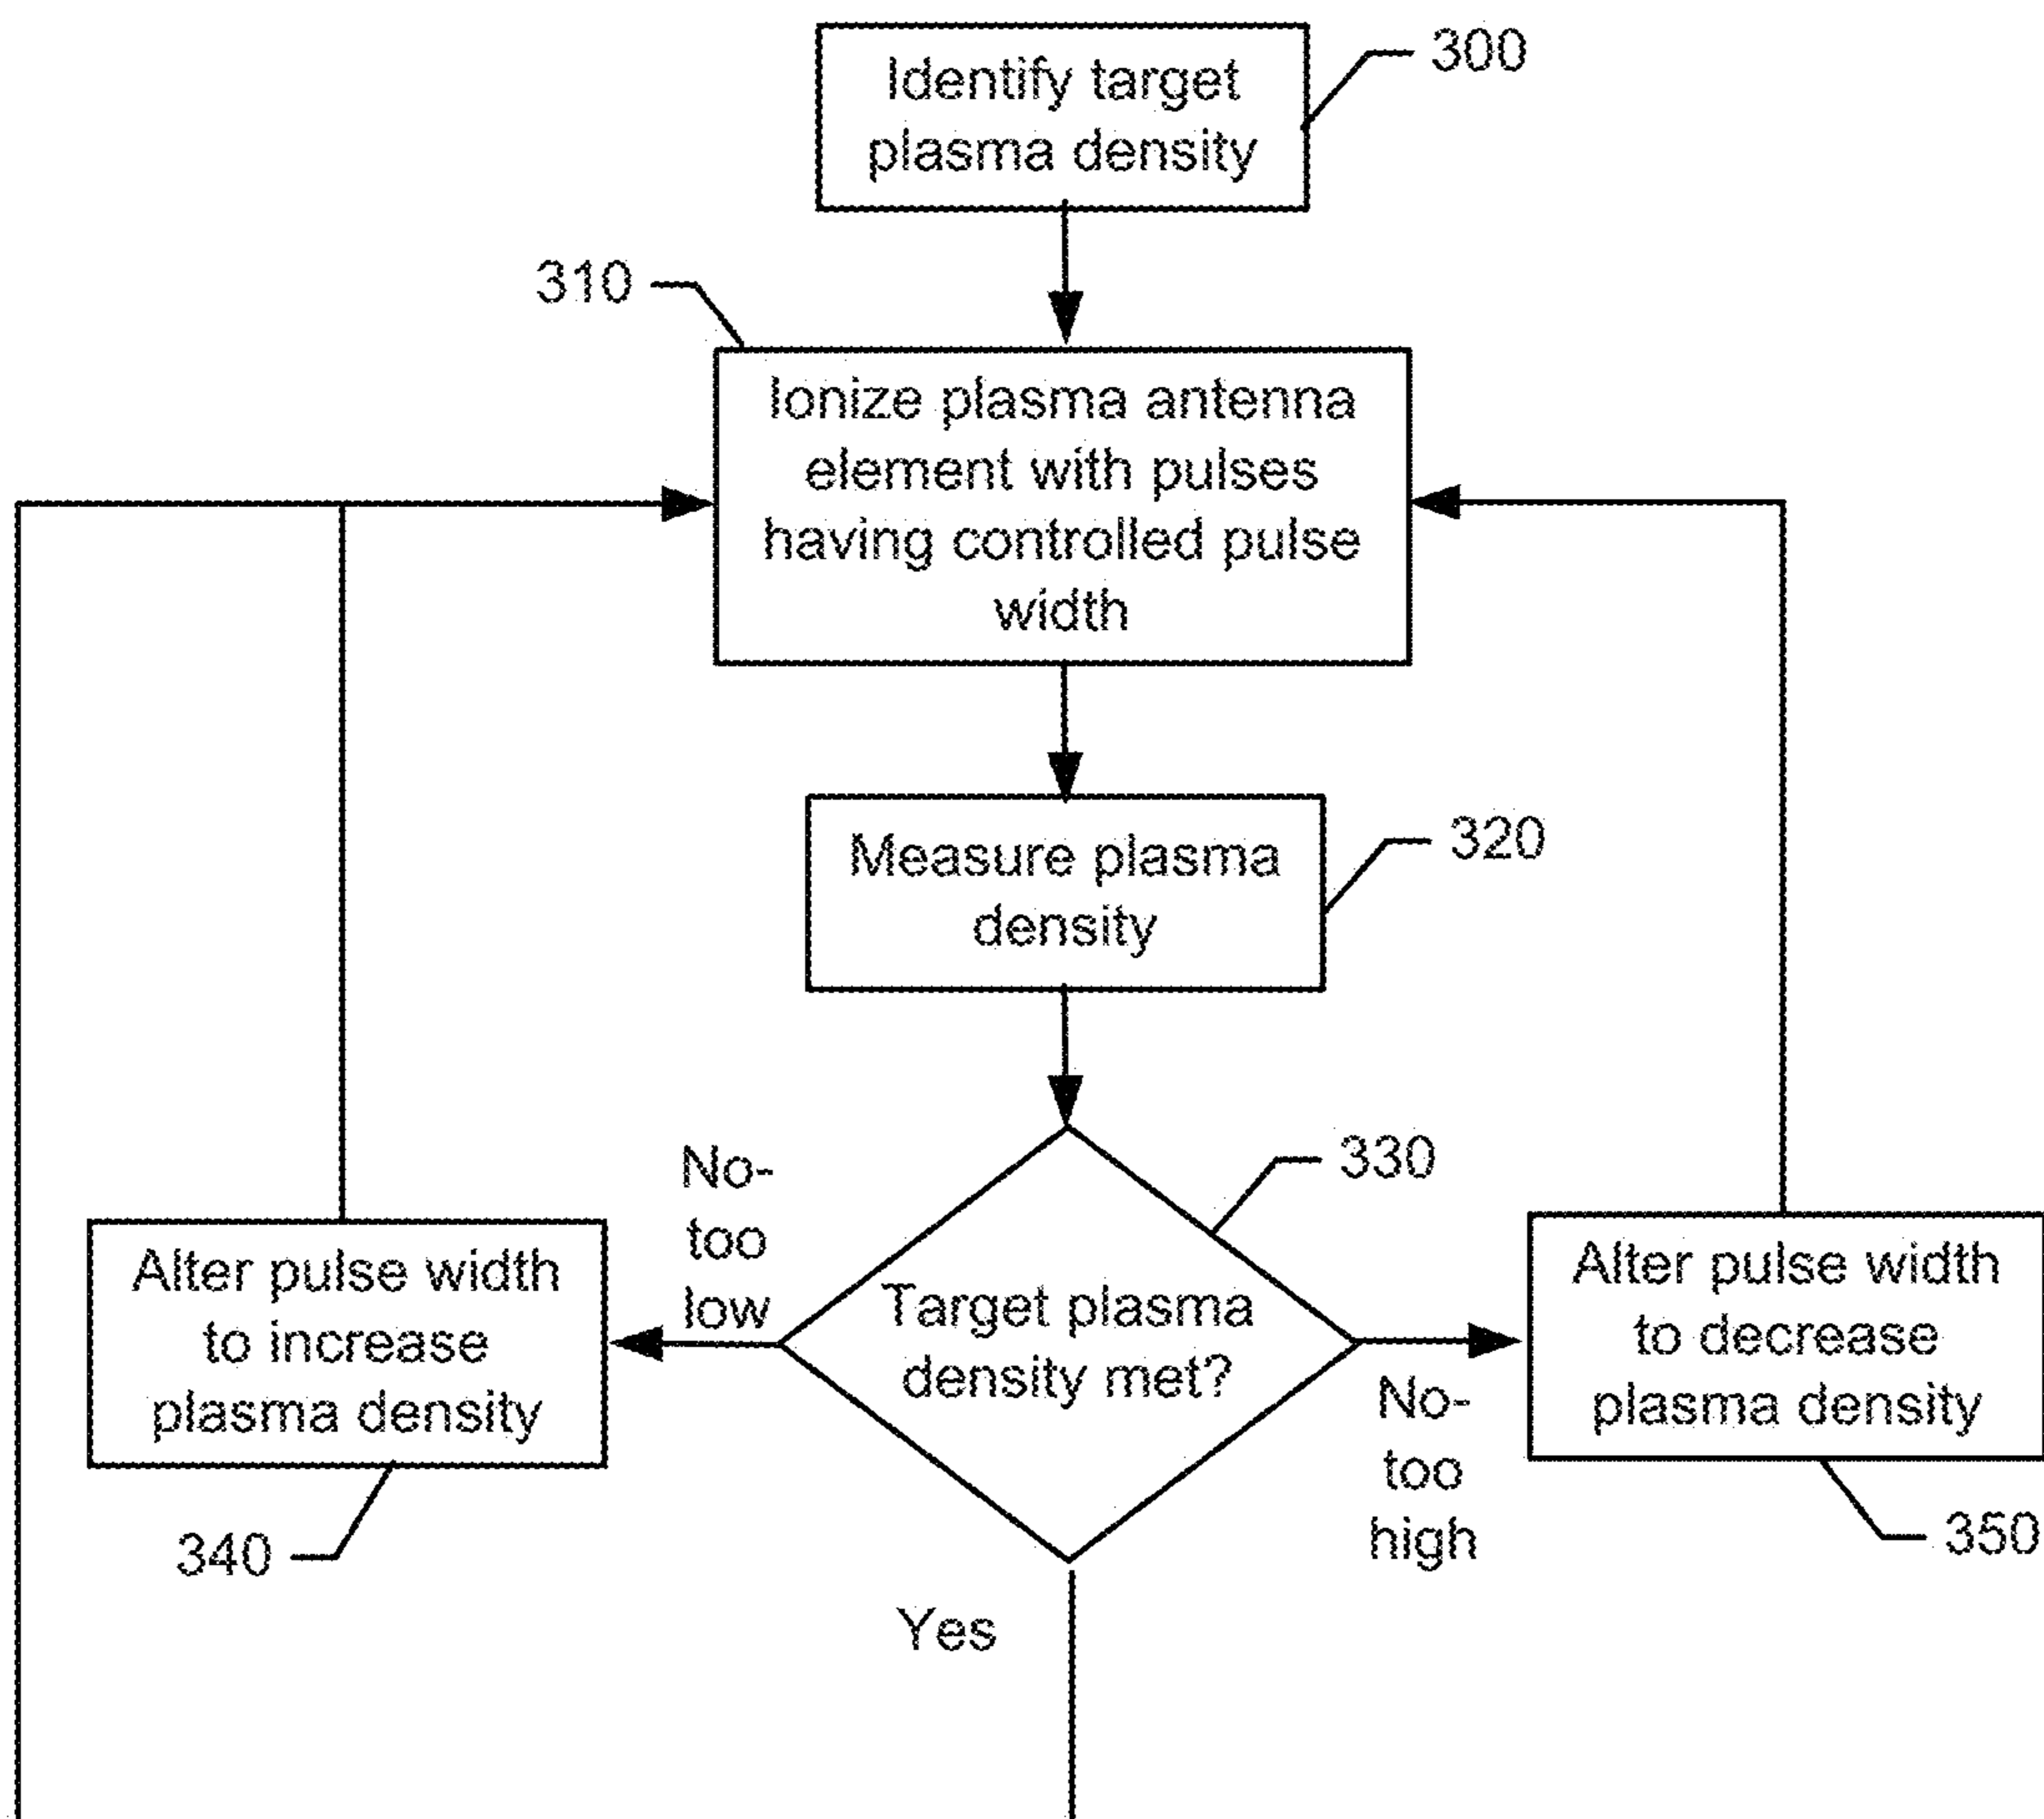 Identify target
plasma density
300
310
Ionize plasma antenna
element with pulses
having controlled pulse
width
Measure plasma
density
320
No-
too
low
330
Alter pulse width
to increase
plasma density
340
Target plasma
density met?
Alter pulse width
to decrease
plasma density
No-
too
high
350
Yes